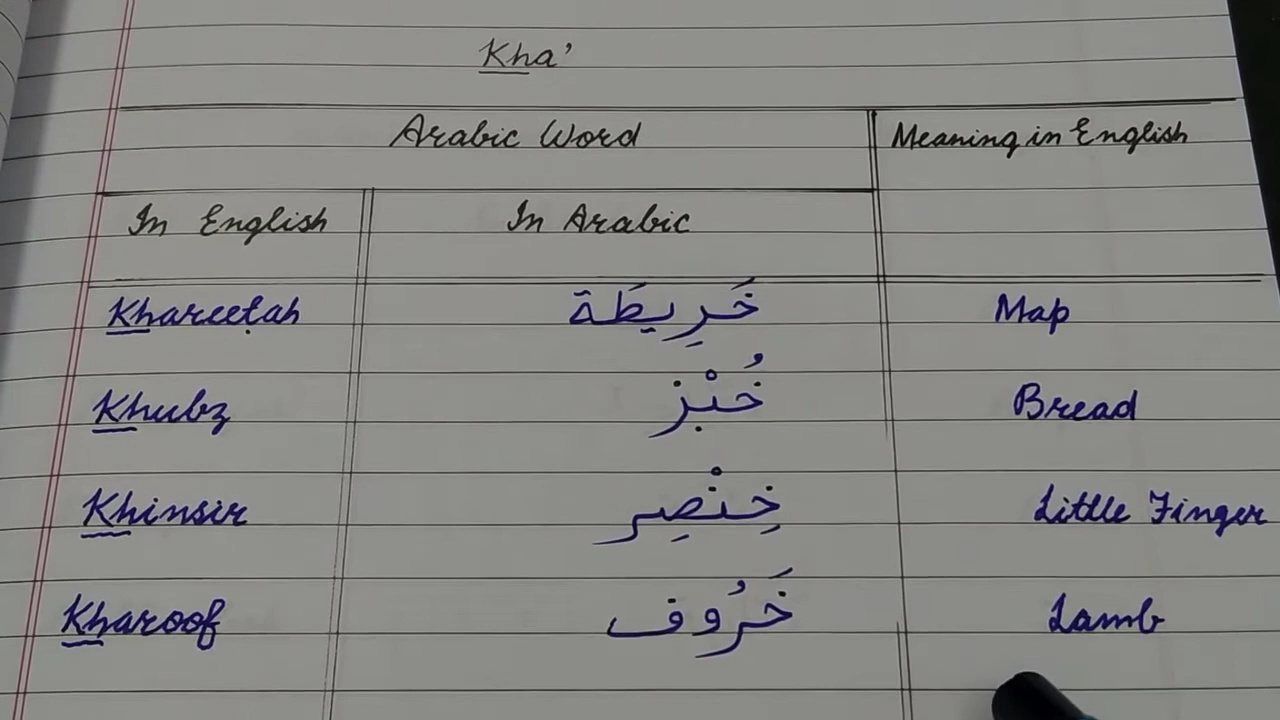 Kha'
Arabic Word Meaning in English
In English In Arabic
Khareeṭah خَرِيطَة Map
Khubz خُبْز Bread
Khinsir خِنْصِر Little Finger
Kharoof خَرُوف Lamb